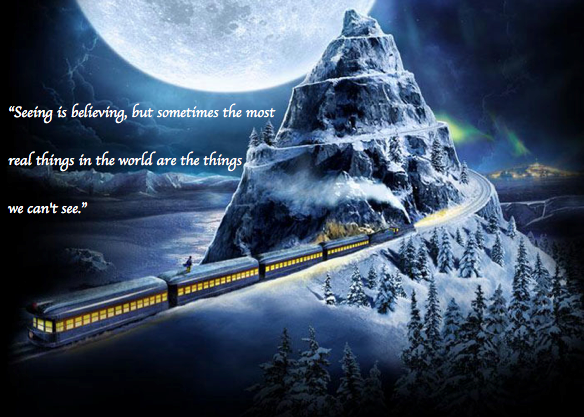 “Seeing is believing, but sometimes the most
real things in the world are the things
we can't see.”